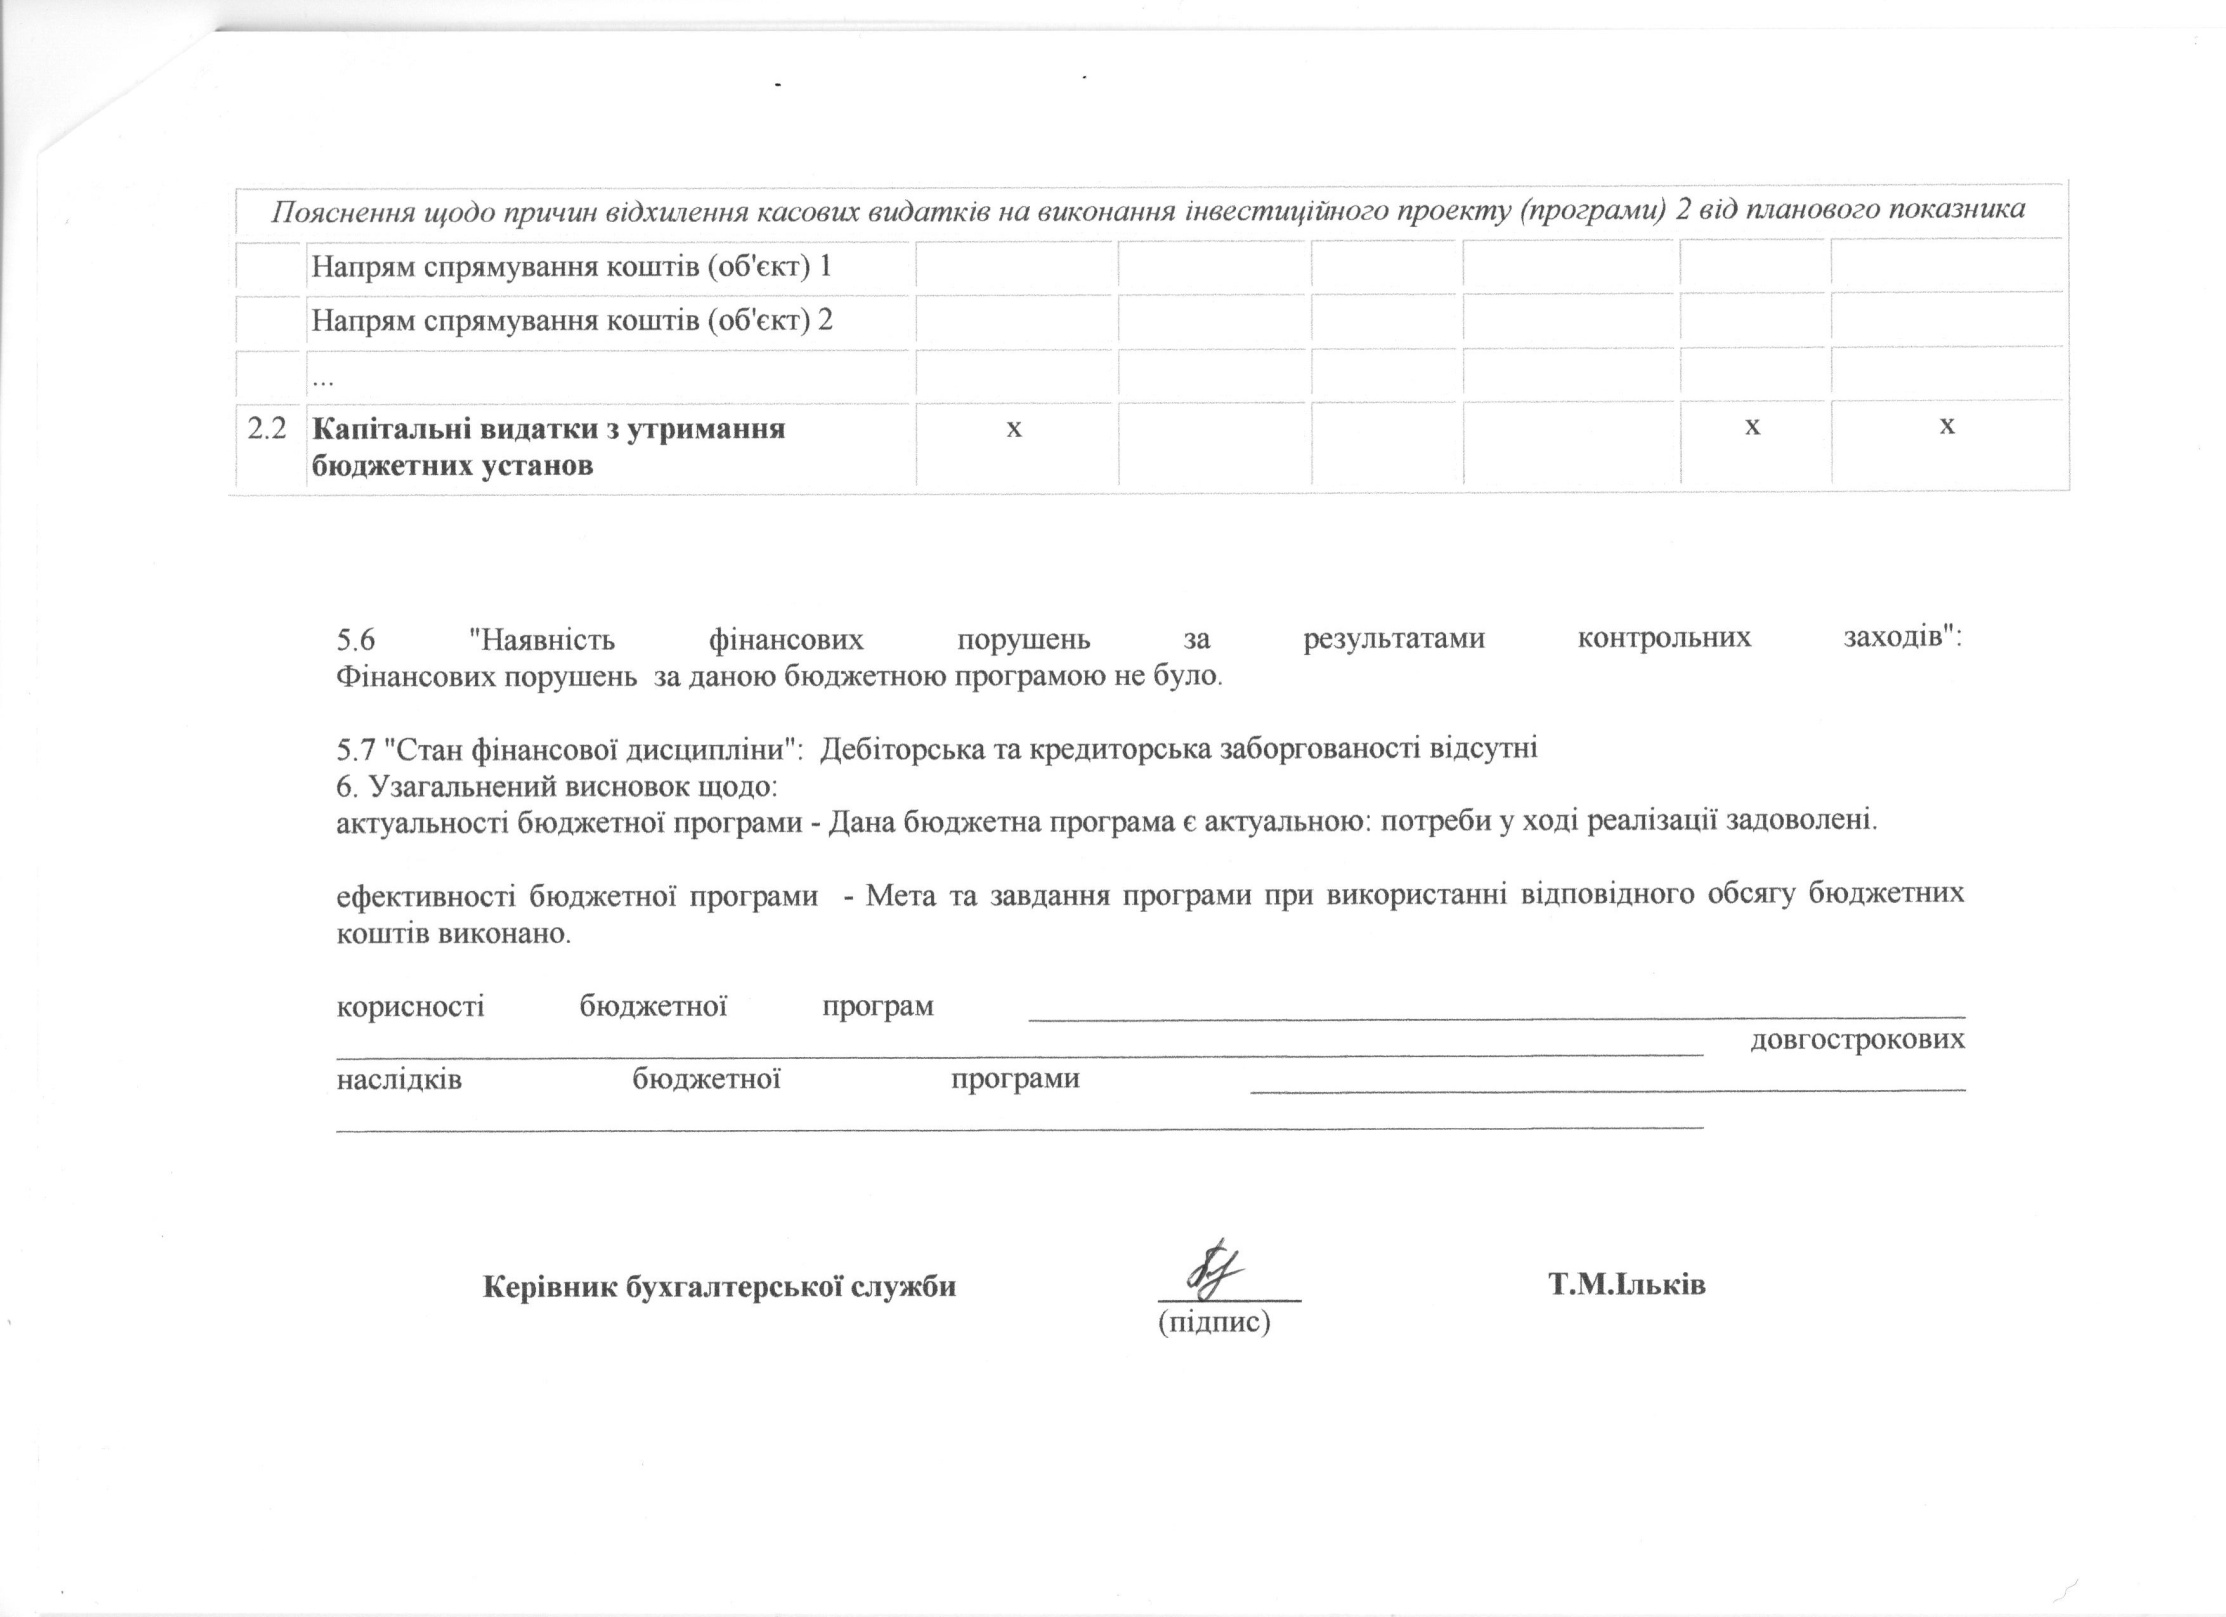 Пояснення щодо причин відхилення касових видатків на виконання інвестиційного проекту (програми) 2 від планового показника
Напрям спрямування коштів (об'єкт) 1
Напрям спрямування коштів (об'єкт) 2
...
2.2 Капітальні видатки з утримання х х х
бюджетних установ
5.6 "Наявність фінансових порушень за результатами контрольних заходів":
Фінансових порушень за даною бюджетною програмою не було.
5.7 "Стан фінансової дисципліни": Дебіторська та кредиторська заборгованості відсутні
6. Узагальнений висновок щодо:
актуальності бюджетної програми - Дана бюджетна програма є актуальною: потреби у ході реалізації задоволені.
ефективності бюджетної програми - Мета та завдання програми при використанні відповідного обсягу бюджетних
коштів виконано.
корисності бюджетної програм
довгострокових
наслідків бюджетної програми
Керівник бухгалтерської служби Т.М.Ільків
(підпис)